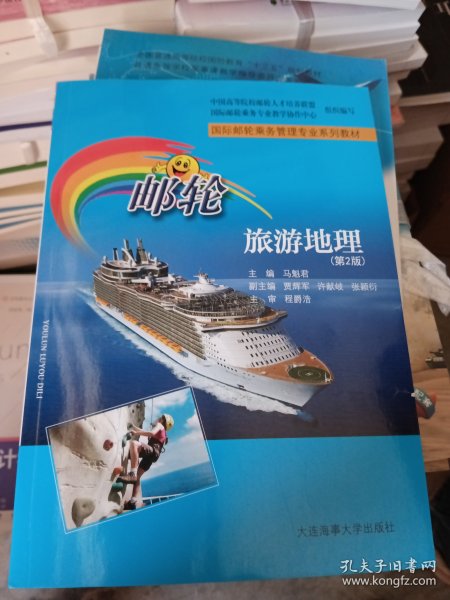 中国高等院校邮轮人才培养联盟
国际邮轮乘务专业教学协作中心
组织编写
国际邮轮乘务管理专业系列教材
邮轮
旅游地理
(第2版)
主 编 马魁君
副主编 贾辉军 许献岐 张颖衍
主 审 程爵浩
YOULUN LUYOU DILI
大连海事大学出版社
孔夫子旧书网
www.kongfz.com